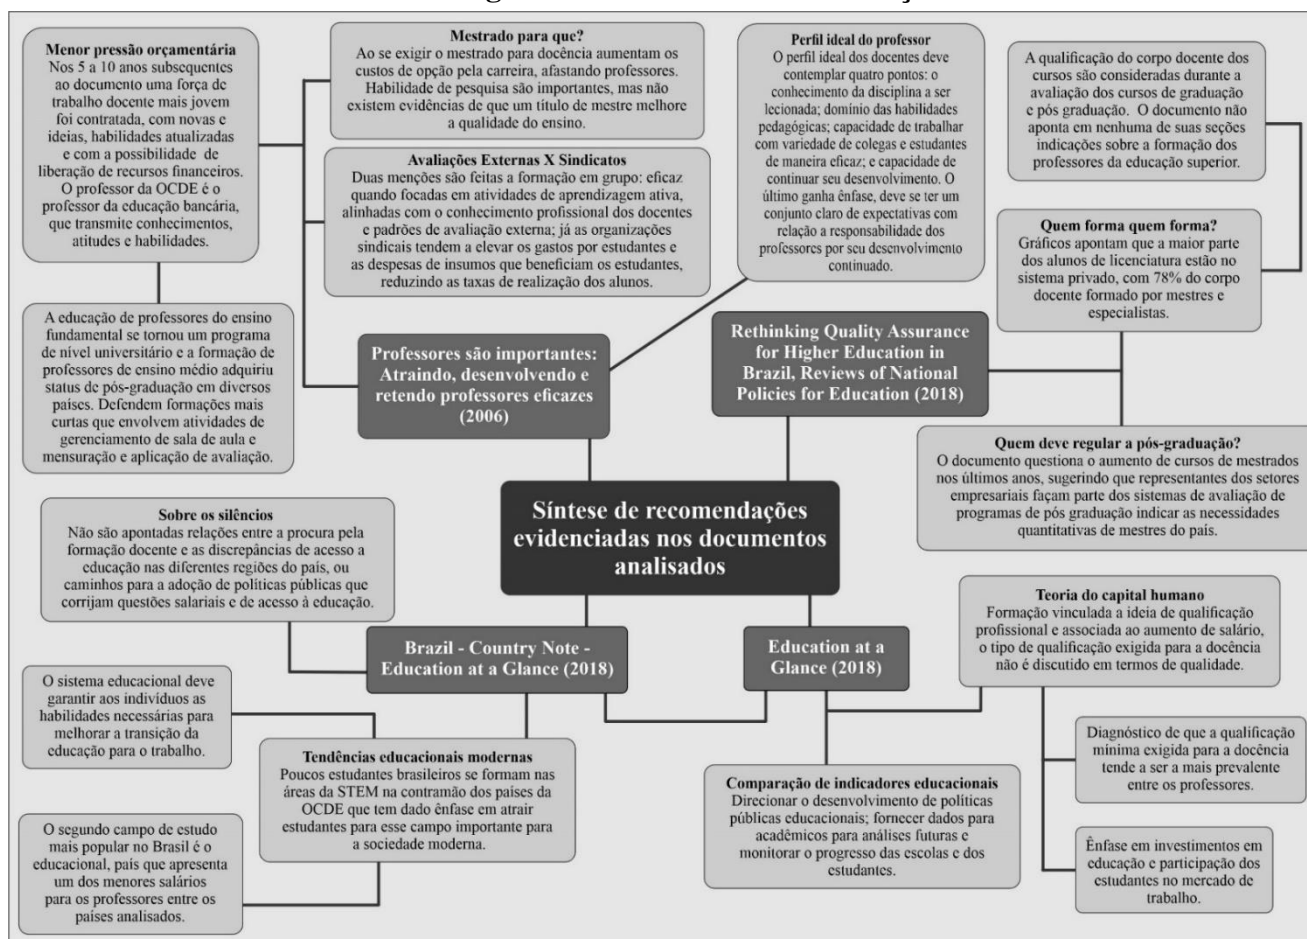 Menor pressão orçamentária
Nos 5 a 10 anos subsequentes
ao documento uma força de
trabalho docente mais jovem
foi contratada, com novas e
ideias, habilidades atualizadas
e com a possibilidade de
liberação de recursos financeiros.
O professor da OCDE é o
professor da educação bancária,
que transmite conhecimentos,
atitudes e habilidades.
Mestrado para que?
Ao se exigir o mestrado para docência aumentam os
custos de opção pela carreira, afastando professores.
Habilidade de pesquisa são importantes, mas não
existem evidências de que um título de mestre melhore
a qualidade do ensino.
Avaliações Externas X Sindicatos
Duas menções são feitas a formação em grupo: eficaz
quando focadas em atividades de aprendizagem ativa,
alinhadas com o conhecimento profissional dos docentes
e padrões de avaliação externa; já as organizações
sindicais tendem a elevar os gastos por estudantes e
as despesas de insumos que beneficiam os estudantes,
reduzindo as taxas de realização dos alunos.
Perfil ideal do professor
O perfil ideal dos docentes deve
contemplar quatro pontos: o
conhecimento da disciplina a ser
lecionada; domínio das habilidades
pedagógicas; capacidade de trabalhar
com variedade de colegas e estudantes
de maneira eficaz; e capacidade de
continuar seu desenvolvimento. O
último ganha ênfase, deve se ter um
conjunto claro de expectativas com
relação a responsabilidade dos
professores por seu desenvolvimento
continuado.
A qualificação do corpo docente dos
cursos são consideradas durante a
avaliação dos cursos de graduação
e pós graduação. O documento não
aponta em nenhuma de suas seções
indicações sobre a formação dos
professores da educação superior.
Quem forma quem forma?
Gráficos apontam que a maior parte
dos alunos de licenciatura estão no
sistema privado, com 78% do corpo
docente formado por mestres e
especialistas.
A educação de professores do ensino
fundamental se tornou um programa
de nível universitário e a formação de
professores de ensino médio adquiriu
status de pós-graduação em diversos
países. Defendem formações mais
curtas que envolvem atividades de
gerenciamento de sala de aula e
mensuração e aplicação de avaliação.
Professores são importantes:
Atraindo, desenvolvendo e
retendo professores eficazes
(2006)
Rethinking Quality Assurance
for Higher Education in
Brazil, Reviews of National
Policies for Education (2018)
Quem deve regular a pós-graduação?
O documento questiona o aumento de cursos de mestrados
nos últimos anos, sugerindo que representantes dos setores
empresariais façam parte dos sistemas de avaliação de
programas de pós graduação indicar as necessidades
quantitativas de mestres do país.
Síntese de recomendações
evidenciadas nos documentos
analisados
Sobre os silêncios
Não são apontadas relações entre a procura pela
formação docente e as discrepâncias de acesso a
educação nas diferentes regiões do país, ou
caminhos para a adoção de políticas públicas que
corrijam questões salariais e de acesso à educação.
Brazil - Country Note -
Education at a Glance (2018)
Education at a
Glance (2018)
Teoria do capital humano
Formação vinculada a ideia de qualificação
profissional e associada ao aumento de salário,
o tipo de qualificação exigida para a docência
não é discutido em termos de qualidade.
O sistema educacional deve
garantir aos indivíduos as
habilidades necessárias para
melhorar a transição da
educação para o trabalho.
Tendências educacionais modernas
Poucos estudantes brasileiros se formam nas
áreas da STEM na contramão dos países da
OCDE que tem dado ênfase em atrair
estudantes para esse campo importante para
a sociedade moderna.
Comparação de indicadores educacionais
Direcionar o desenvolvimento de políticas
públicas educacionais; fornecer dados para
acadêmicos para análises futuras e
monitorar o progresso das escolas e dos
estudantes.
Diagnóstico de que a qualificação
mínima exigida para a docência
tende a ser a mais prevalente
entre os professores.
O segundo campo de estudo
mais popular no Brasil é o
educacional, país que apresenta
um dos menores salários
para os professores entre os
países analisados.
Ênfase em investimentos em
educação e participação dos
estudantes no mercado de
trabalho.